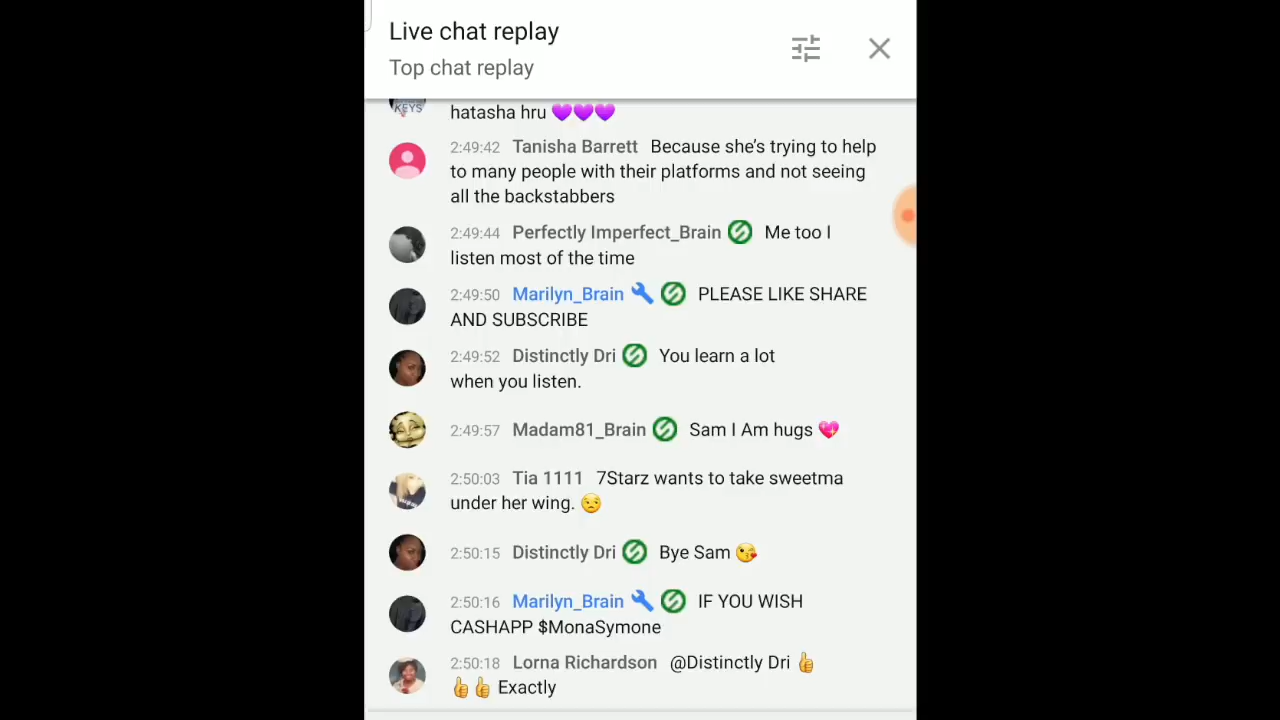 Live chat replay
Top chat replay
KEYS
hatasha hru 💜💜💜
2:49:42 Tanisha Barrett Because she’s trying to help
to many people with their platforms and not seeing
all the backstabbers
2:49:44 Perfectly Imperfect_Brain Me too I
listen most of the time
2:49:50 Marilyn_Brain 🔧 PLEASE LIKE SHARE
AND SUBSCRIBE
2:49:52 Distinctly Dri You learn a lot
when you listen.
2:49:57 Madam81_Brain Sam I Am hugs 💖
2:50:03 Tia 1111 7Starz wants to take sweetma
under her wing. 😒
2:50:15 Distinctly Dri Bye Sam 😘
2:50:16 Marilyn_Brain 🔧 IF YOU WISH
CASHAPP $MonaSymone
2:50:18 Lorna Richardson @Distinctly Dri 👍
👍👍 Exactly